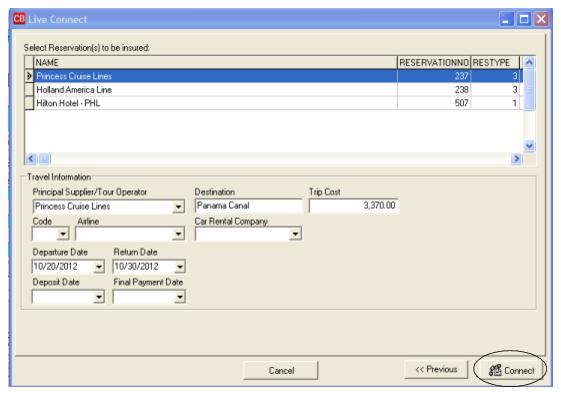 CB Live Connect
Select Reservation(s) to be insured:
NAME RESERVATIONNO RESTYPE
Princess Cruise Lines 237 3
Holland America Line 238 3
Hilton Hotel - PHL 507 1
Travel Information
Principal Supplier/Tour Operator Destination Trip Cost
Princess Cruise Lines Panama Canal 3,370.00
Code Airline Car Rental Company
Departure Date Return Date
10/20/2012 10/30/2012
Deposit Date Final Payment Date
Cancel << Previous Connect